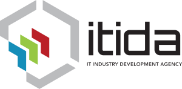 itida
IT INDUSTRY DEVELOPMENT AGENCY